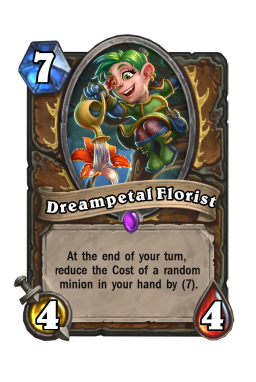 7
Dreampetal Florist
At the end of your turn,
reduce the Cost of a random
minion in your hand by (7).
4 4